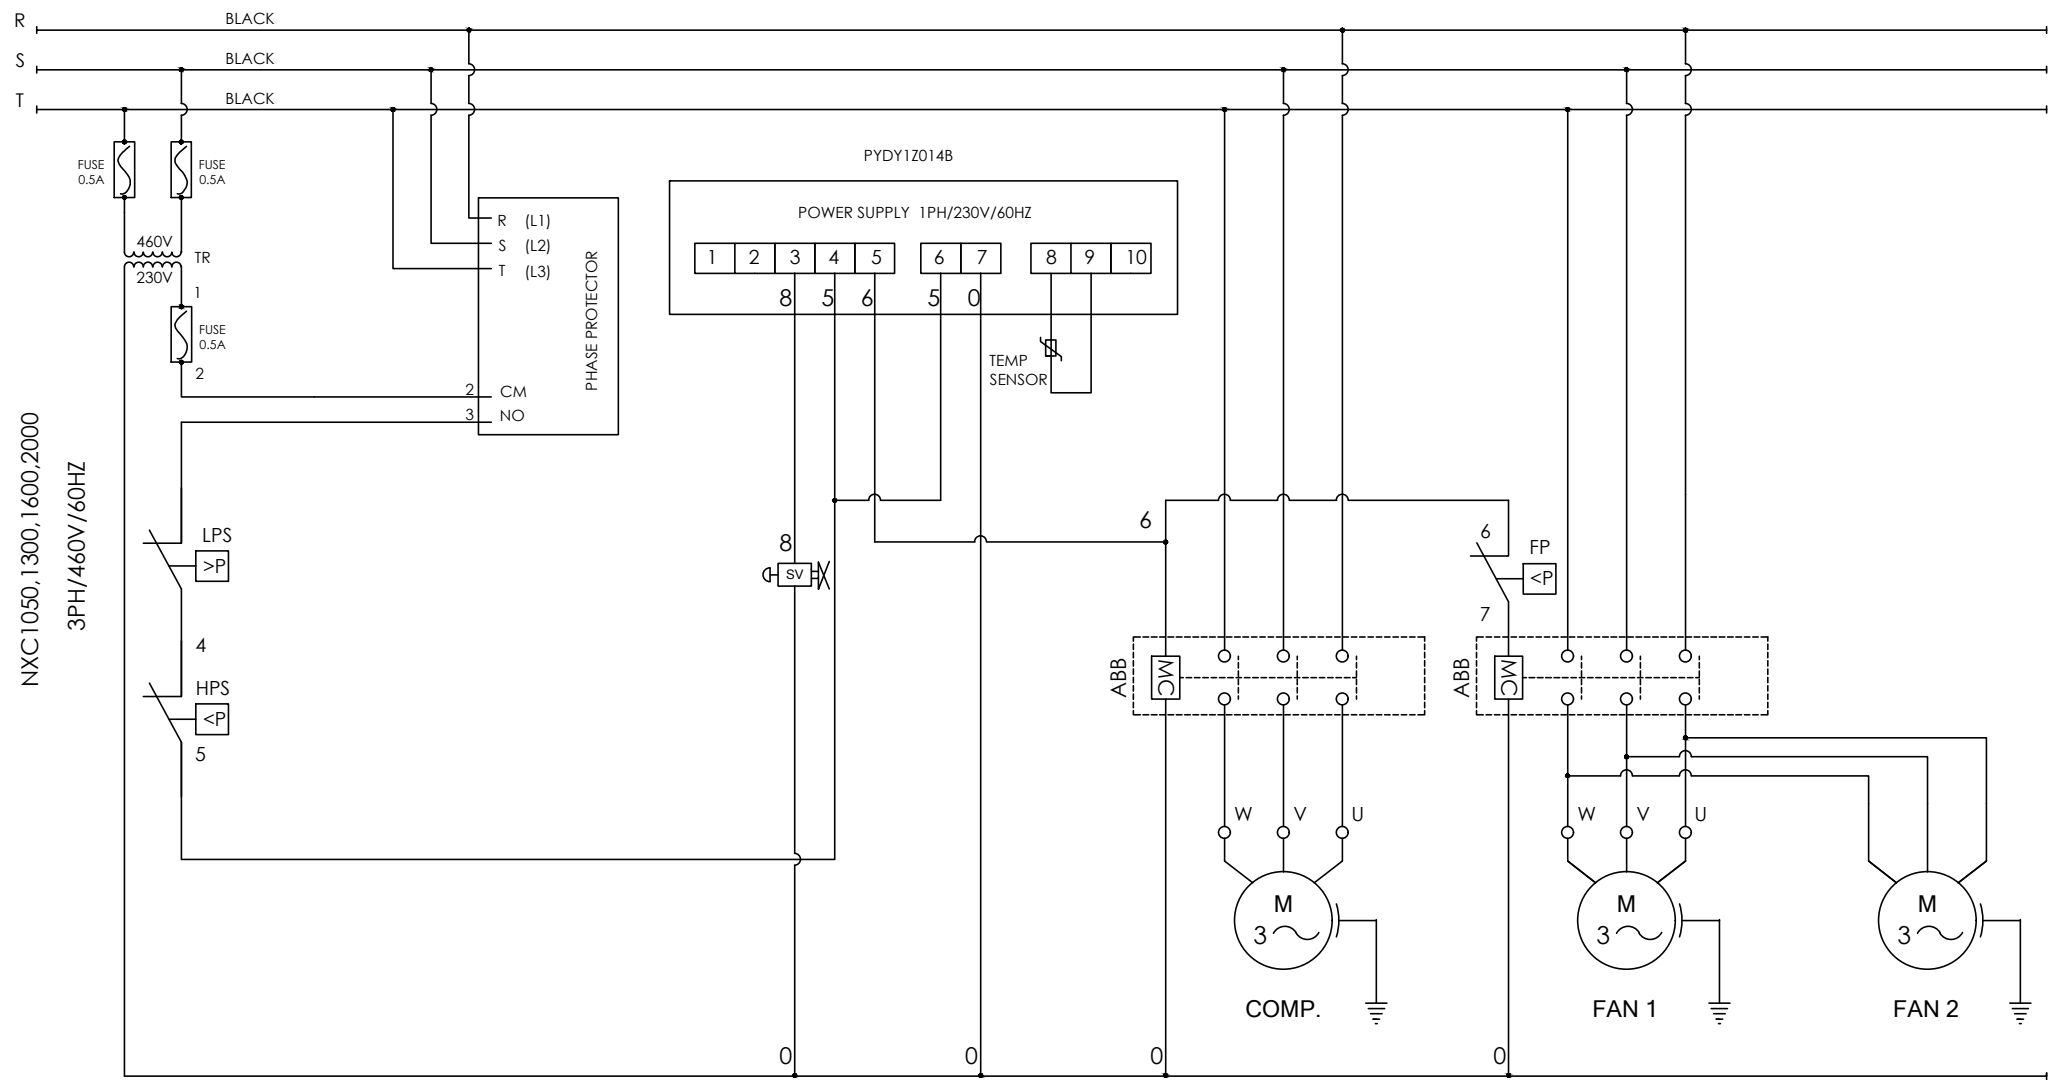 R BLACK
S BLACK
T BLACK
FUSE
0.5A
FUSE
0.5A
460V
TR
230V
1
FUSE
0.5A
2
R (L1)
S (L2)
T (L3)
PHASE PROTECTOR
2 CM
3 NO
PYDY1Z014B
POWER SUPPLY 1PH/230V/60HZ
1 2 3 4 5 6 7 8 9 10
8 5 6 5 0
TEMP
SENSOR
NXC1050,1300,1600,2000
3PH/460V/60HZ
LPS
>P
4
HPS
<P
5
8
SV
6
6
FP
<P
7
ABB
MC
ABB
MC
W V U
W V U
M
3
M
3
M
3
COMP.
FAN 1
FAN 2
0
0
0
0